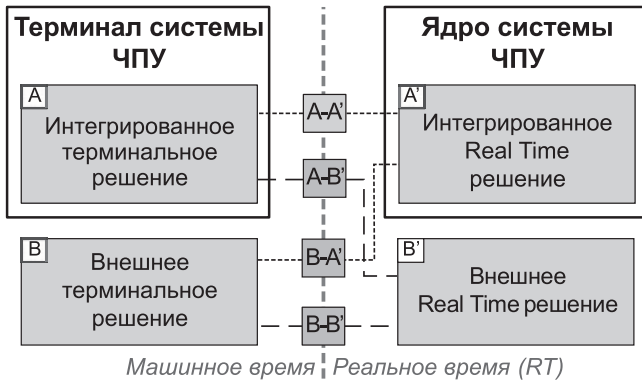 Терминал системы
ЧПУ
Ядро системы
ЧПУ
A
Интегрированное
терминальное
решение
A-A’
A-B’
A’
Интегрированное
Real Time
решение
B
Внешнее
терминальное
решение
B-A’
B-B’
B’
Внешнее
Real Time решение
Машинное время
Реальное время (RT)